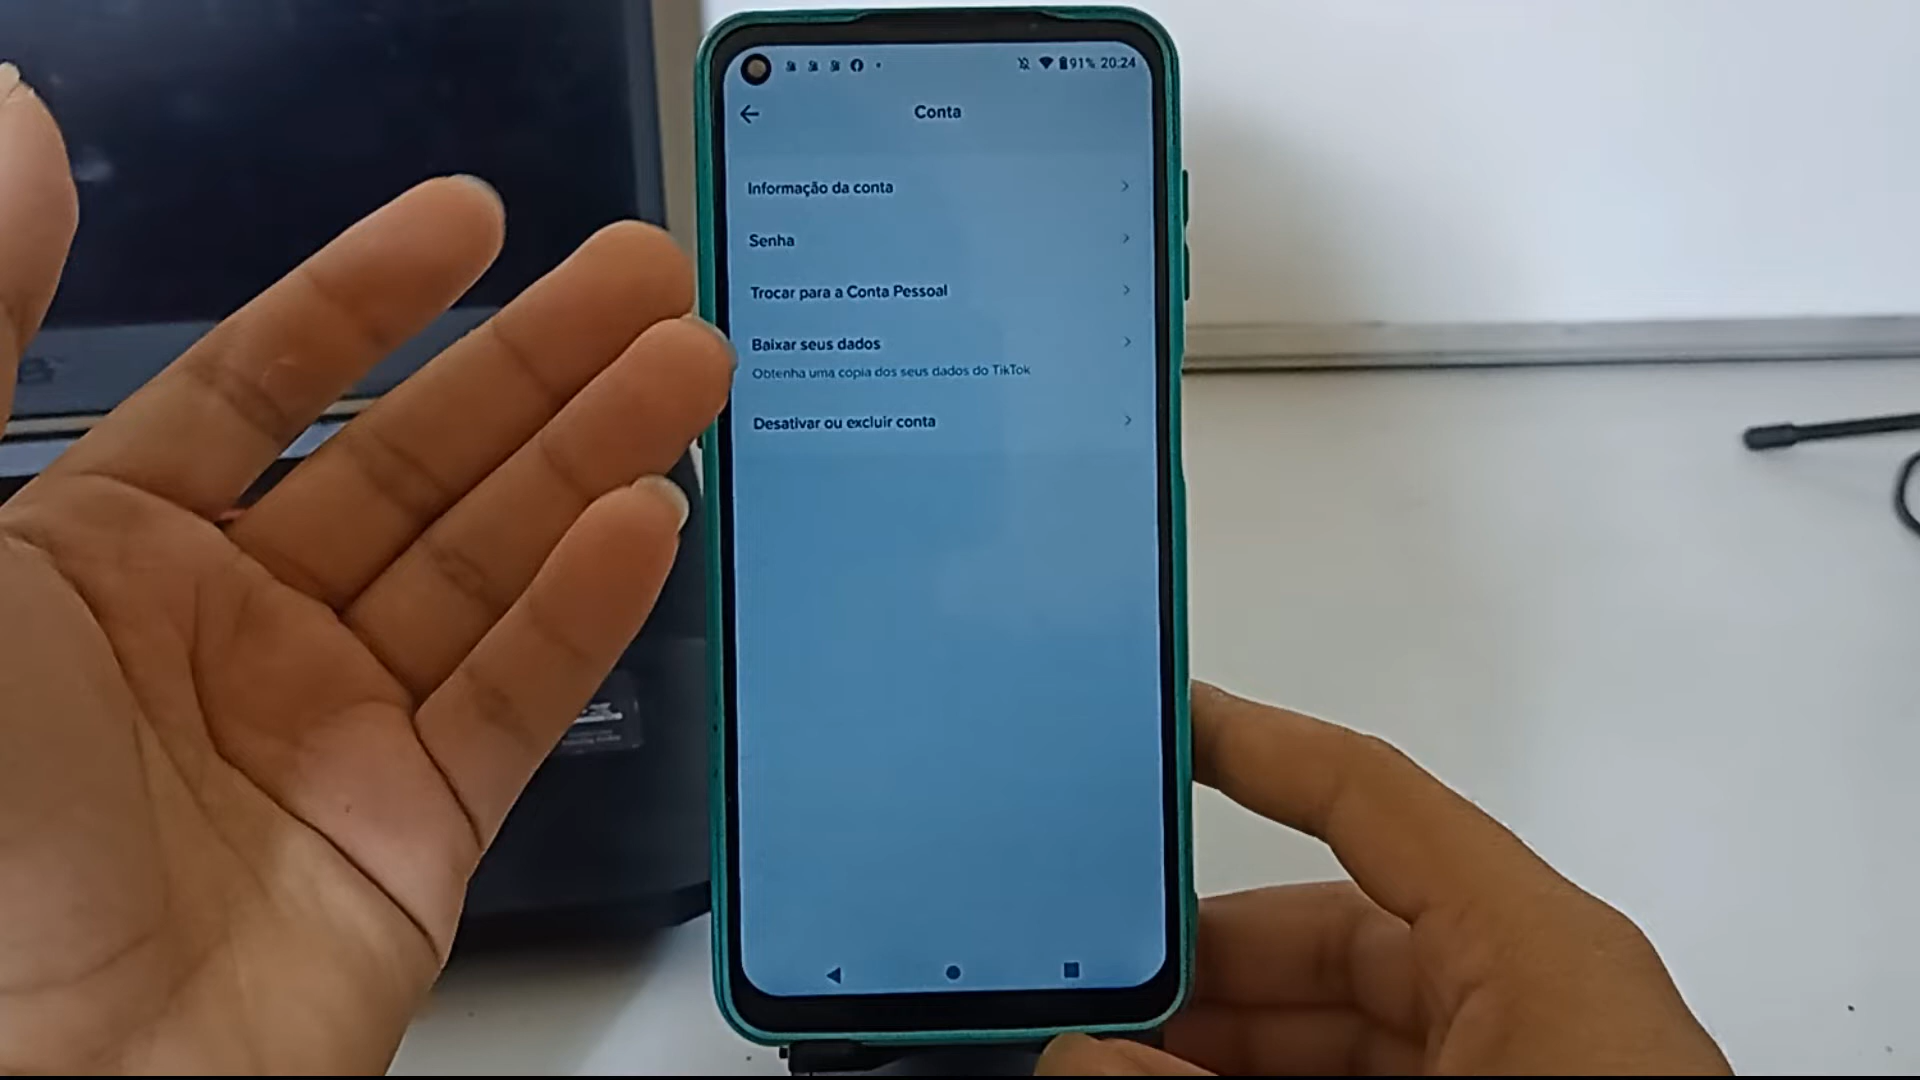 91% 20:24
Conta
Informação da conta
Senha
Trocar para a Conta Pessoal
Baixar seus dados
Obtenha uma cópia dos seus dados do TikTok
Desativar ou excluir conta